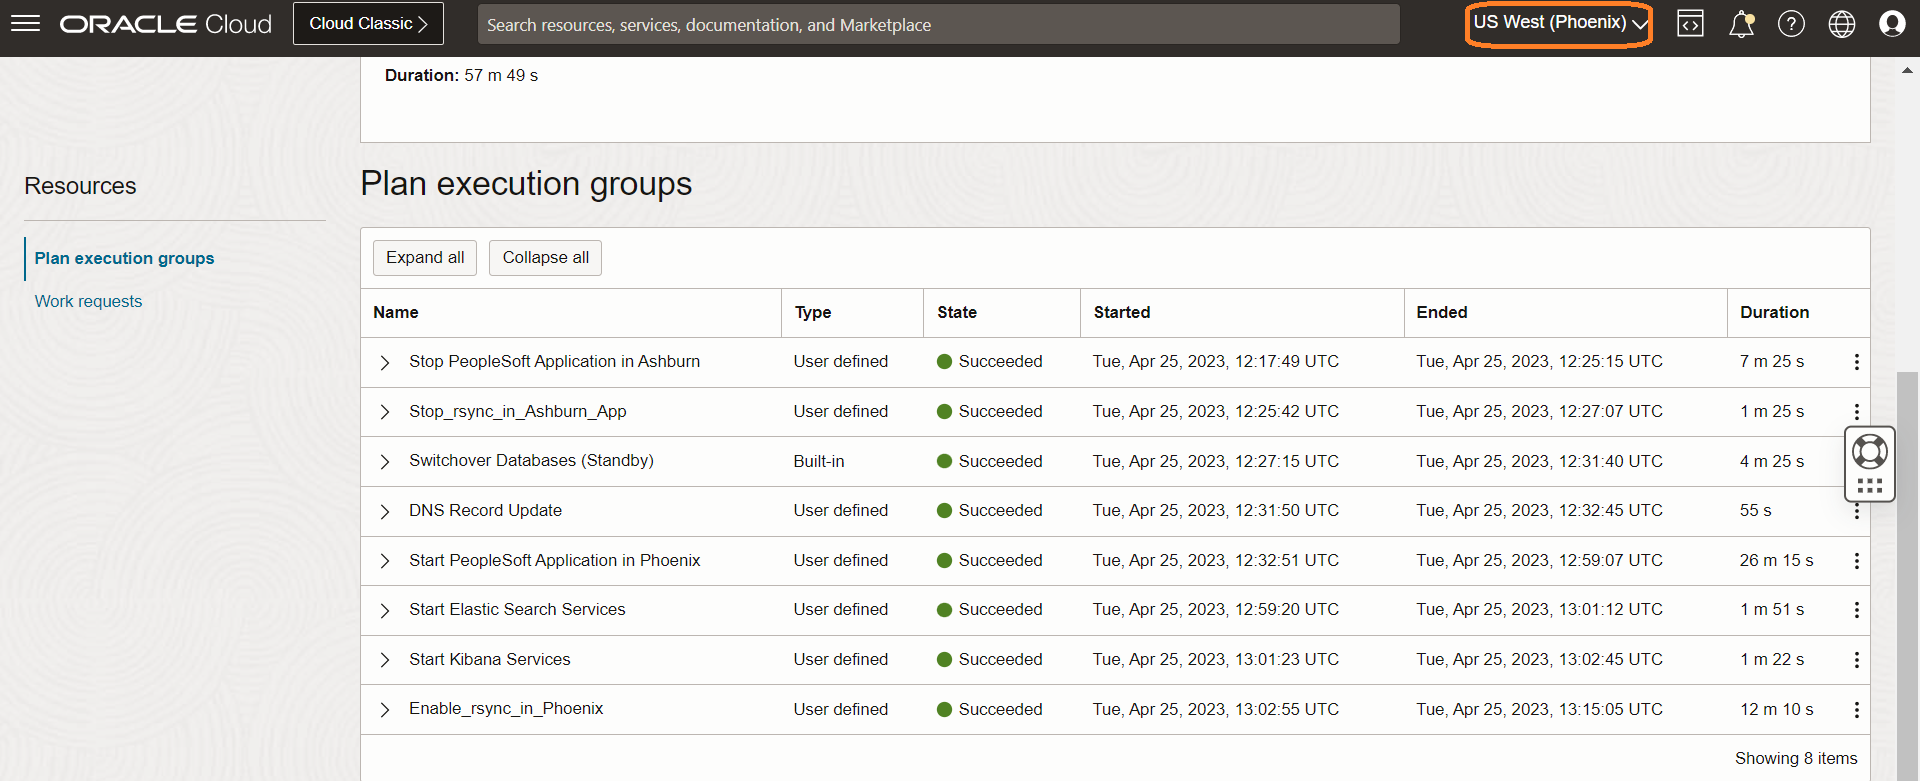 ORACLE Cloud
Cloud Classic
Search resources, services, documentation, and Marketplace
US West (Phoenix)
Duration: 57 m 49 s
Resources
Plan execution groups
Work requests
Plan execution groups
Expand all
Collapse all
Name Type State Started Ended Duration
Stop PeopleSoft Application in Ashburn User defined Succeeded Tue, Apr 25, 2023, 12:17:49 UTC Tue, Apr 25, 2023, 12:25:15 UTC 7 m 25 s
Stop_rsync_in_Ashburn_App User defined Succeeded Tue, Apr 25, 2023, 12:25:42 UTC Tue, Apr 25, 2023, 12:27:07 UTC 1 m 25 s
Switchover Databases (Standby) Built-in Succeeded Tue, Apr 25, 2023, 12:27:15 UTC Tue, Apr 25, 2023, 12:31:40 UTC 4 m 25 s
DNS Record Update User defined Succeeded Tue, Apr 25, 2023, 12:31:50 UTC Tue, Apr 25, 2023, 12:32:45 UTC 55 s
Start PeopleSoft Application in Phoenix User defined Succeeded Tue, Apr 25, 2023, 12:32:51 UTC Tue, Apr 25, 2023, 12:59:07 UTC 26 m 15 s
Start Elastic Search Services User defined Succeeded Tue, Apr 25, 2023, 12:59:20 UTC Tue, Apr 25, 2023, 13:01:12 UTC 1 m 51 s
Start Kibana Services User defined Succeeded Tue, Apr 25, 2023, 13:01:23 UTC Tue, Apr 25, 2023, 13:02:45 UTC 1 m 22 s
Enable_rsync_in_Phoenix User defined Succeeded Tue, Apr 25, 2023, 13:02:55 UTC Tue, Apr 25, 2023, 13:15:05 UTC 12 m 10 s
Showing 8 items